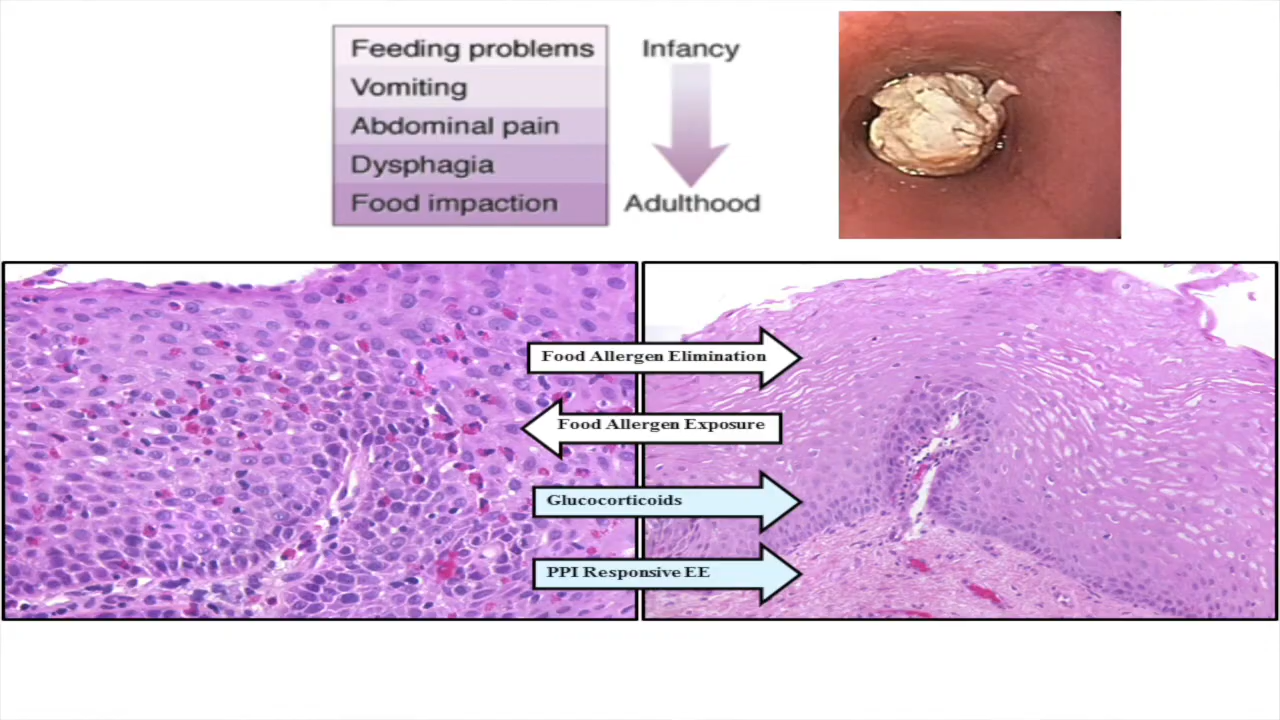 Feeding problems
Vomiting
Abdominal pain
Dysphagia
Food impaction
Infancy
Adulthood
Food Allergen Elimination
Food Allergen Exposure
Glucocorticoids
PPI Responsive EE